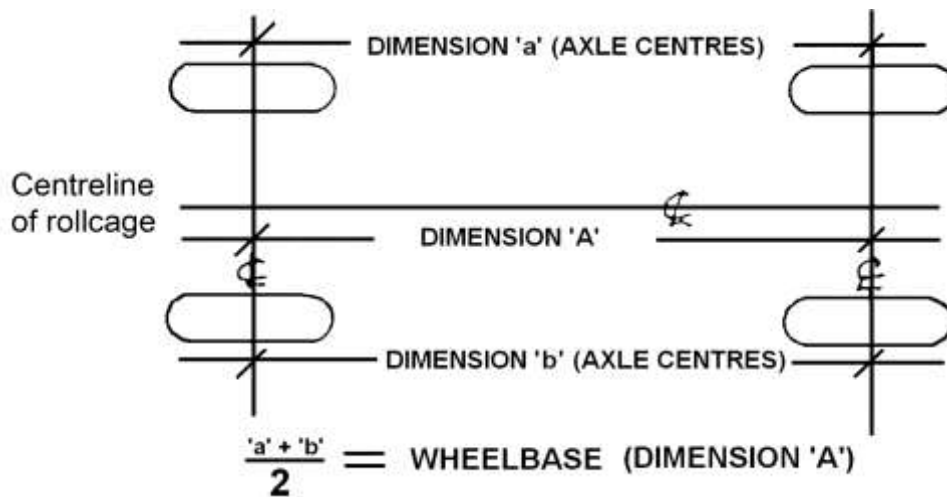 DIMENSION 'a' (AXLE CENTRES)
Centreline
of rollcage
DIMENSION 'A'
DIMENSION 'b' (AXLE CENTRES)
'a' + 'b'
2
= WHEELBASE (DIMENSION 'A')